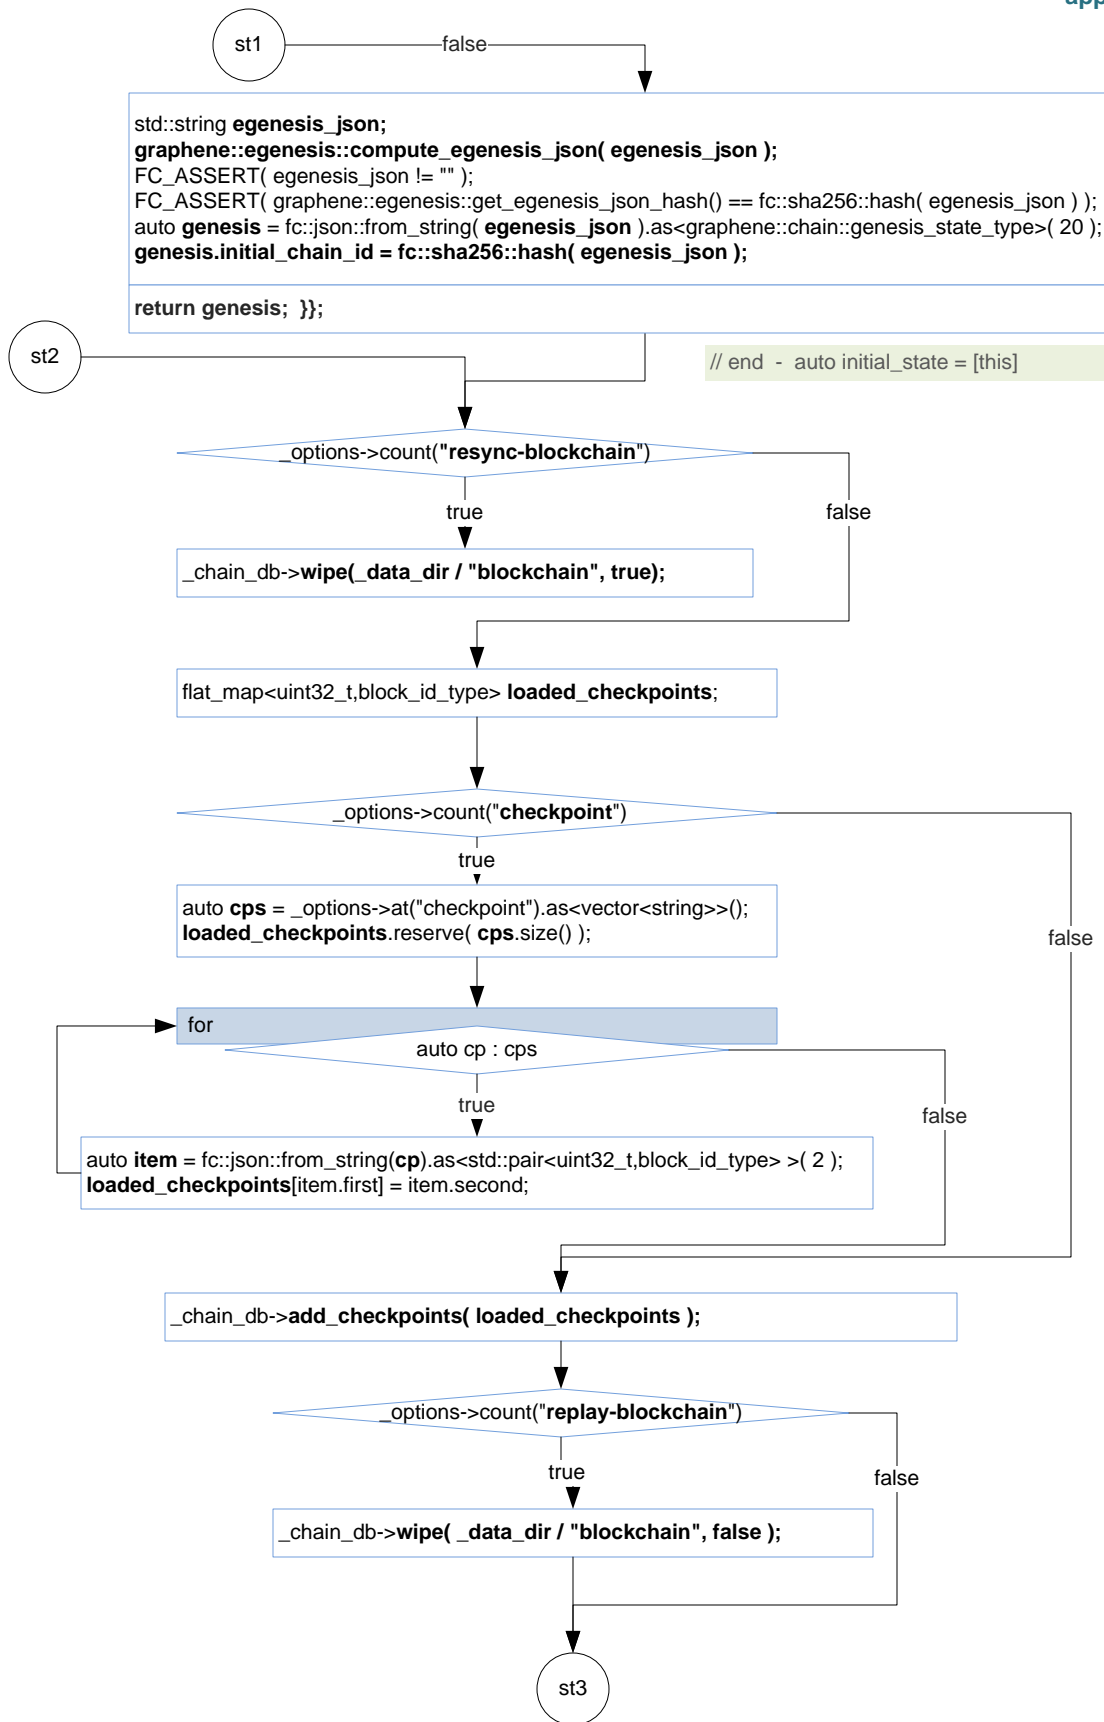 app
st1
false
std::string egenesis_json;
graphene::egenesis::compute_egenesis_json( egenesis_json );
FC_ASSERT( egenesis_json != "" );
FC_ASSERT( graphene::egenesis::get_egenesis_json_hash() == fc::sha256::hash( egenesis_json ) );
auto genesis = fc::json::from_string( egenesis_json ).as<graphene::chain::genesis_state_type>( 20 );
genesis.initial_chain_id = fc::sha256::hash( egenesis_json );
return genesis;  }};
st2
// end  -  auto initial_state = [this]
_options->count("resync-blockchain")
true
false
_chain_db->wipe(_data_dir / "blockchain", true);
flat_map<uint32_t,block_id_type> loaded_checkpoints;
_options->count("checkpoint")
true
auto cps = _options->at("checkpoint").as<vector<string>>();
loaded_checkpoints.reserve( cps.size() );
false
for
auto cp : cps
true
false
auto item = fc::json::from_string(cp).as<std::pair<uint32_t,block_id_type> >( 2 );
loaded_checkpoints[item.first] = item.second;
_chain_db->add_checkpoints( loaded_checkpoints );
_options->count("replay-blockchain")
true
false
_chain_db->wipe( _data_dir / "blockchain", false );
st3